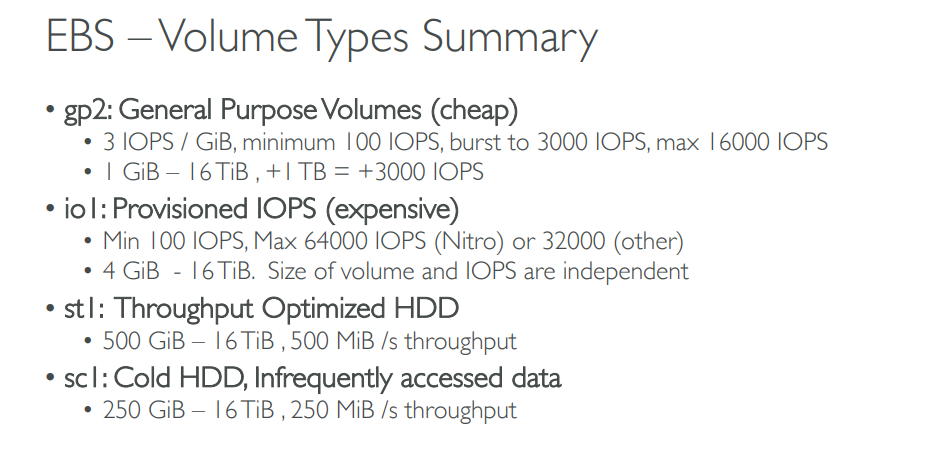 EBS – Volume Types Summary
• gp2: General Purpose Volumes (cheap)
• 3 IOPS / GiB, minimum 100 IOPS, burst to 3000 IOPS, max 16000 IOPS
• 1 GiB – 16 TiB , +1 TB = +3000 IOPS
• io1: Provisioned IOPS (expensive)
• Min 100 IOPS, Max 64000 IOPS (Nitro) or 32000 (other)
• 4 GiB - 16 TiB. Size of volume and IOPS are independent
• st1: Throughput Optimized HDD
• 500 GiB – 16 TiB , 500 MiB /s throughput
• sc1: Cold HDD, Infrequently accessed data
• 250 GiB – 16 TiB , 250 MiB /s throughput